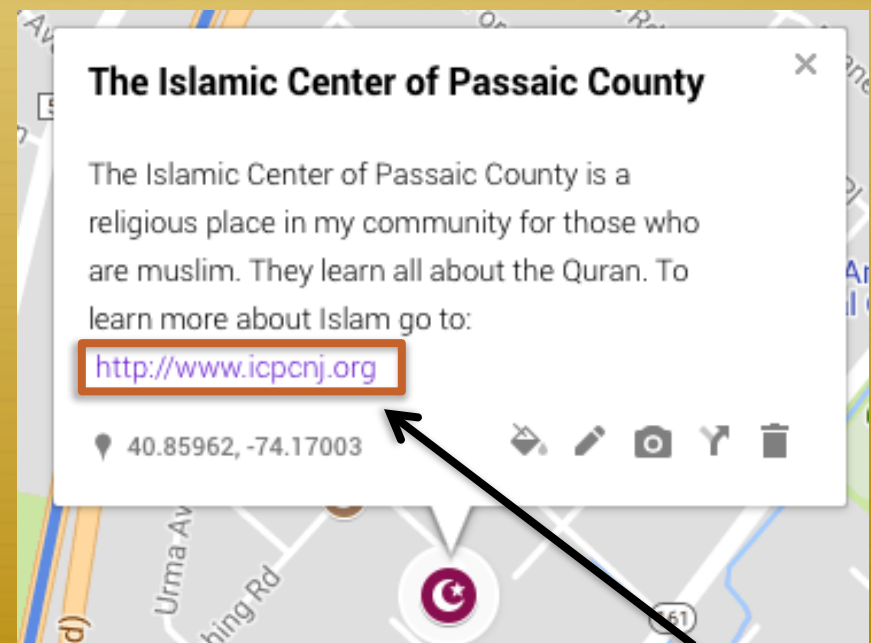 The Islamic Center of Passaic County
The Islamic Center of Passaic County is a
religious place in my community for those who
are muslim. They learn all about the Quran. To
learn more about Islam go to:
http://www.icpcnj.org
40.85962, -74.17003
Urma Av
hing Rd